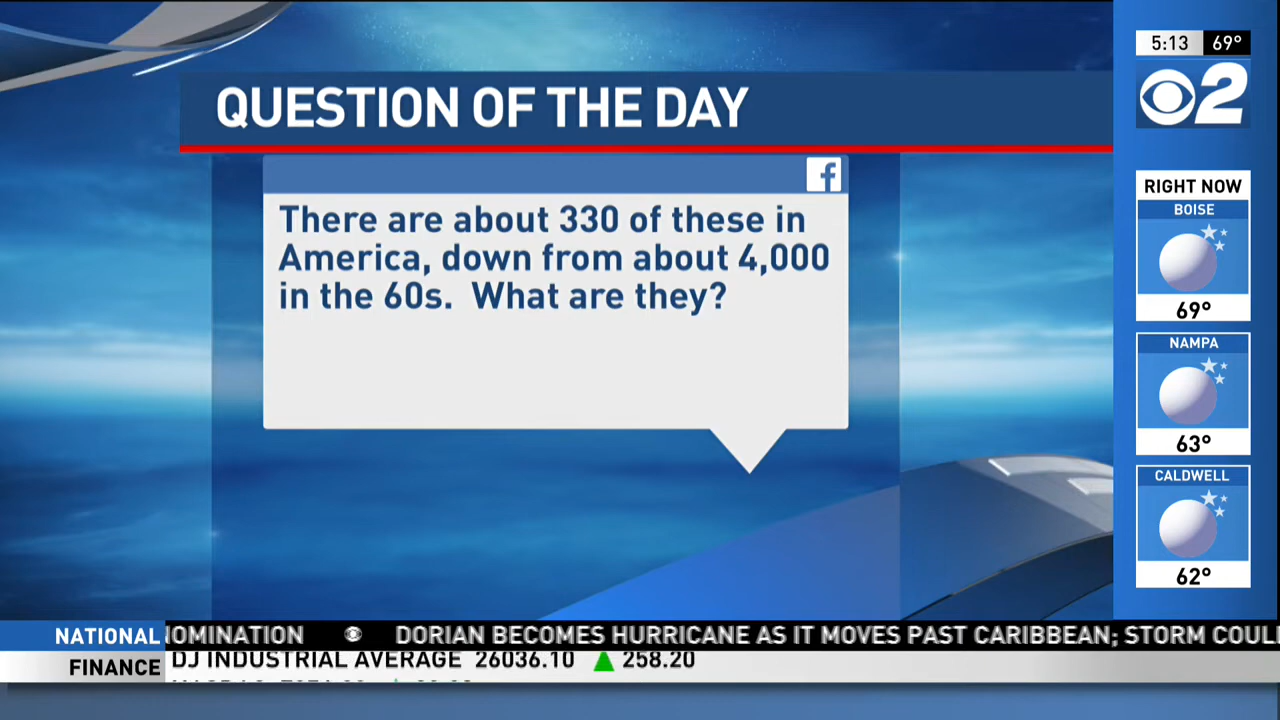 QUESTION OF THE DAY
There are about 330 of these in
America, down from about 4,000
in the 60s. What are they?
5:13 69°
2
RIGHT NOW
BOISE
69°
NAMPA
63°
CALDWELL
62°
NATIONAL OMINATION DORIAN BECOMES HURRICANE AS IT MOVES PAST CARIBBEAN; STORM COUL
FINANCE DJ INDUSTRIAL AVERAGE 26036.10 258.20